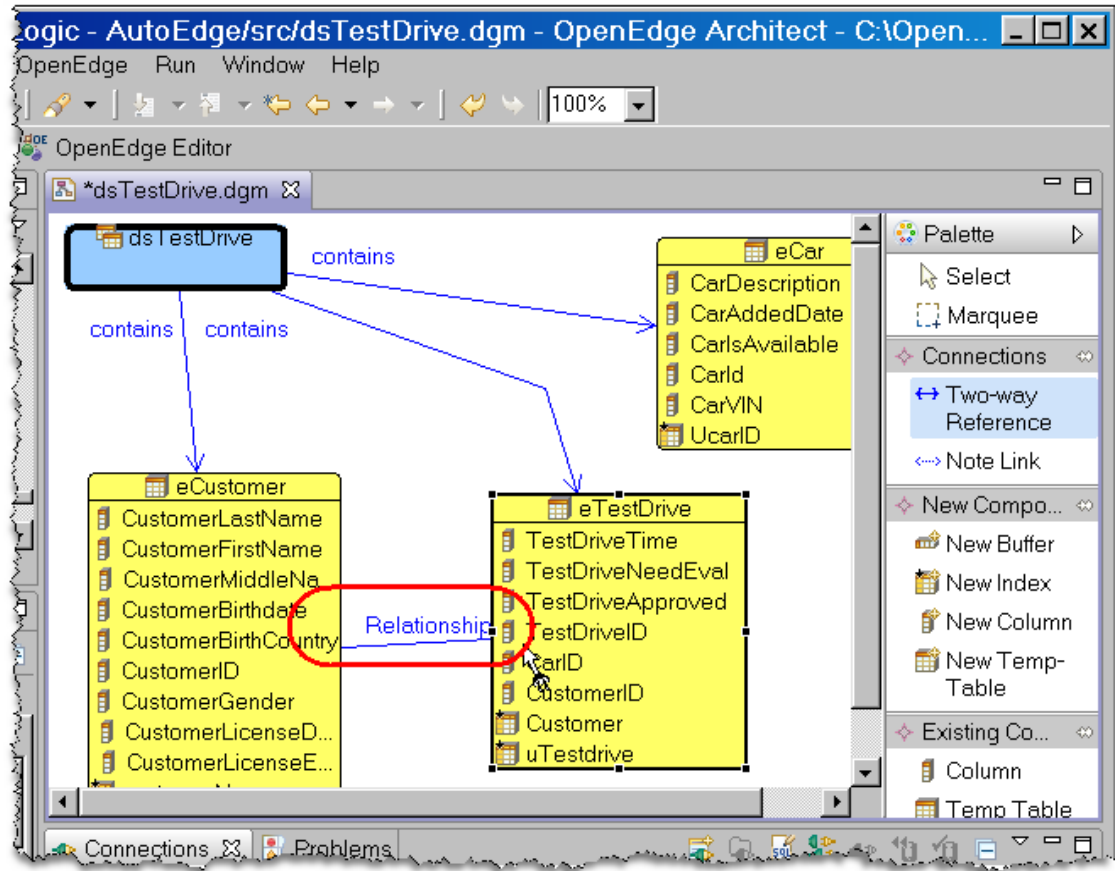 ogic - AutoEdge/src/dsTestDrive.dgm - OpenEdge Architect - C:\Open...
OpenEdge Run Window Help
100%
OpenEdge Editor
*dsTestDrive.dgm
dsTestDrive
contains
contains
contains
eCar
CarDescription
CarAddedDate
CarIsAvailable
CarId
CarVIN
UcarID
eCustomer
CustomerLastName
CustomerFirstName
CustomerMiddleNa
CustomerBirthdate
CustomerBirthCountry
CustomerID
CustomerGender
CustomerLicenseD...
CustomerLicenseE...
Relationship
eTestDrive
TestDriveTime
TestDriveNeedEval
TestDriveApproved
TestDriveID
CarID
CustomerID
Customer
uTestdrive
Palette
Select
Marquee
Connections
Two-way
Reference
Note Link
New Compo...
New Buffer
New Index
New Column
New Temp-
Table
Existing Co...
Column
Temp Table
Connections
Problems